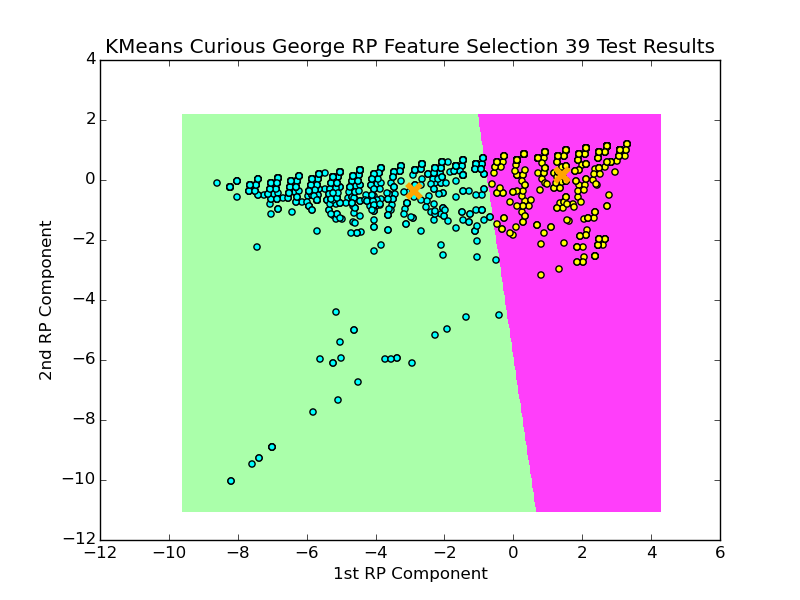 KMeans Curious George RP Feature Selection 39 Test Results
4
2
0
−2
−4
−6
−8
−10
−12
−12 −10 −8 −6 −4 −2 0 2 4 6
2nd RP Component
1st RP Component